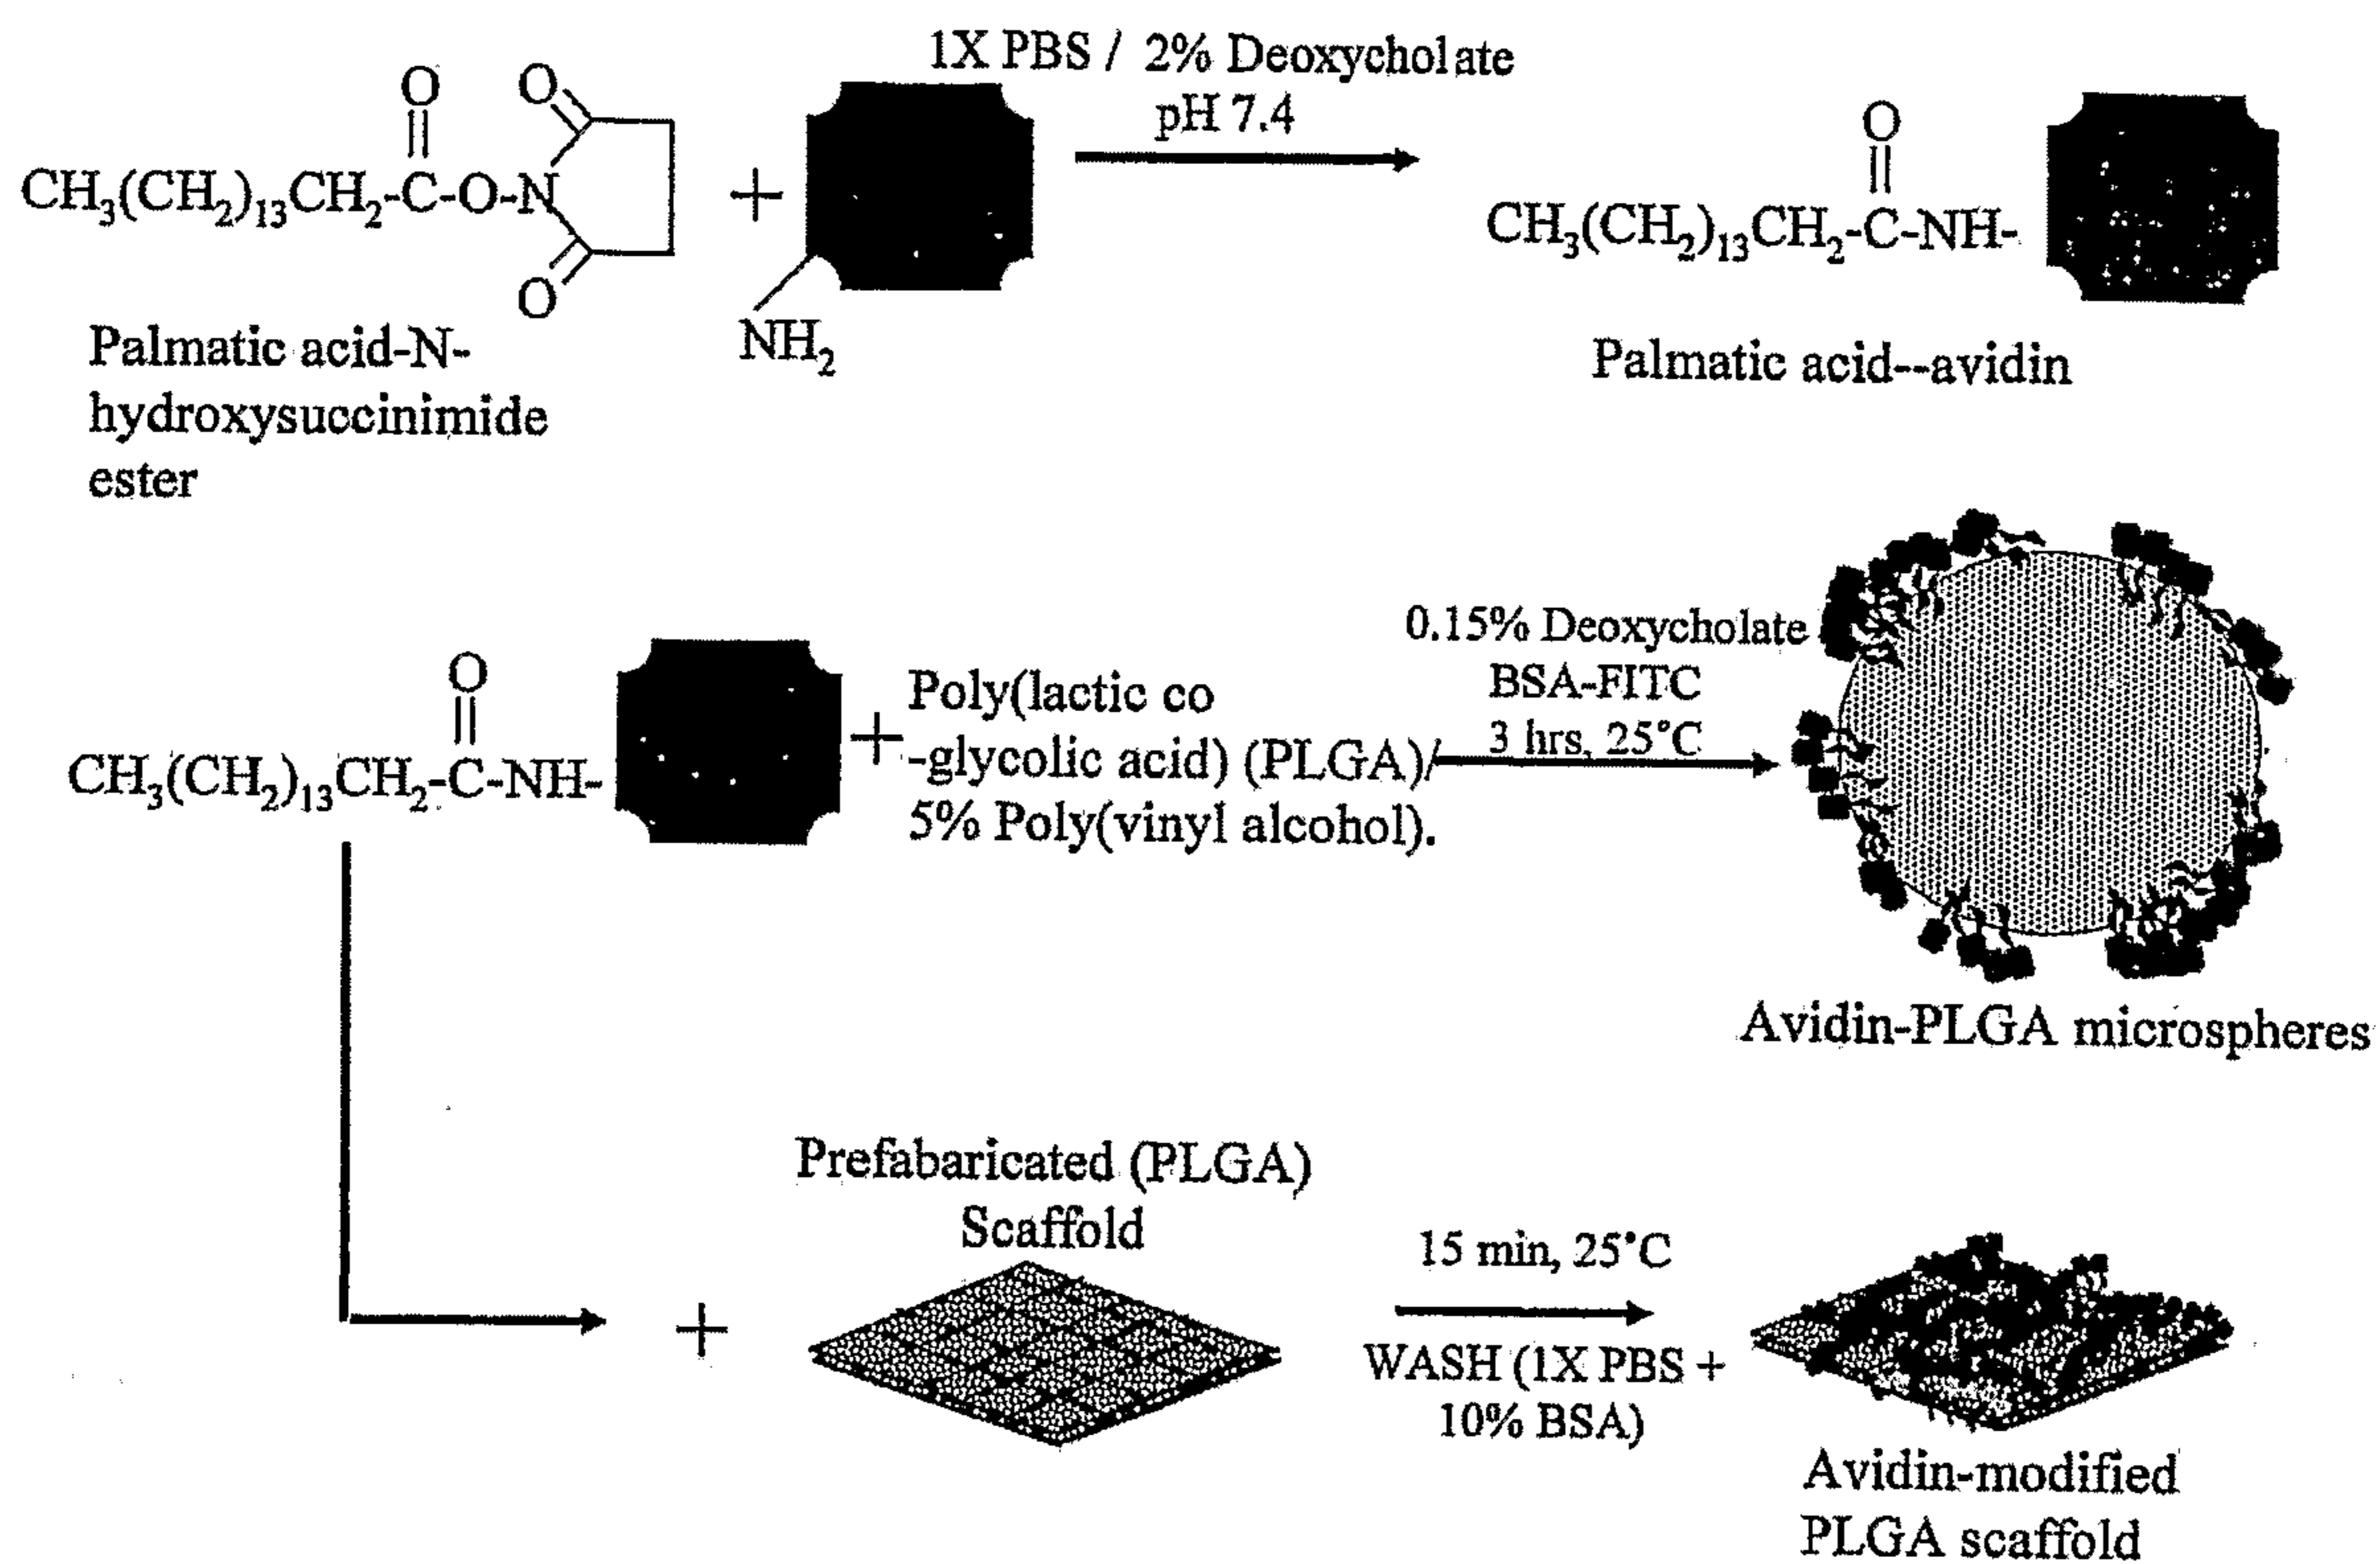 1X PBS / 2% Deoxycholate
pH 7.4
O
O
CH₃(CH₂)₁₃CH₂-C-O-N
O
+
NH₂
O
CH₃(CH₂)₁₃CH₂-C-NH-
Palmatic acid-N-
hydroxysuccinimide
ester
Palmatic acid--avidin
O
CH₃(CH₂)₁₃CH₂-C-NH-
+
Poly(lactic co
-glycolic acid) (PLGA)/
5% Poly(vinyl alcohol).
0.15% Deoxycholate
BSA-FITC
3 hrs, 25°C
Avidin-PLGA microspheres
+
Prefabaricated (PLGA)
Scaffold
15 min, 25°C
WASH (1X PBS +
10% BSA)
Avidin-modified
PLGA scaffold